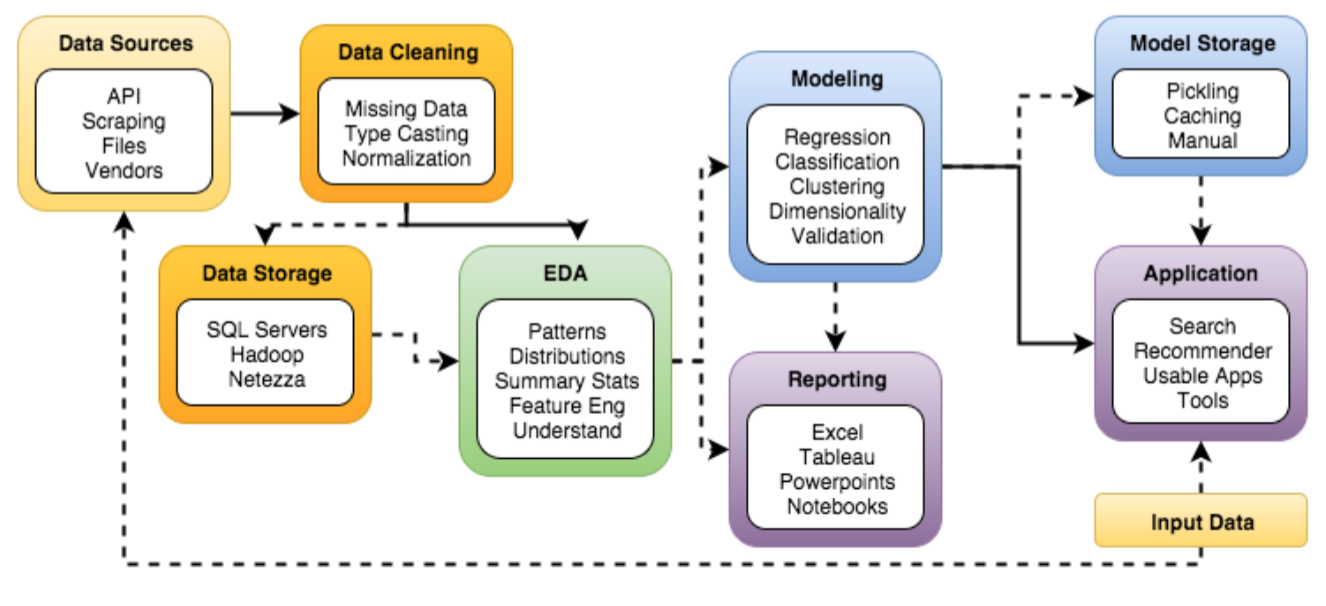 Data Sources
API
Scraping
Files
Vendors
Data Cleaning
Missing Data
Type Casting
Normalization
Data Storage
SQL Servers
Hadoop
Netezza
EDA
Patterns
Distributions
Summary Stats
Feature Eng
Understand
Modeling
Regression
Classification
Clustering
Dimensionality
Validation
Reporting
Excel
Tableau
Powerpoints
Notebooks
Model Storage
Pickling
Caching
Manual
Application
Search
Recommender
Usable Apps
Tools
Input Data